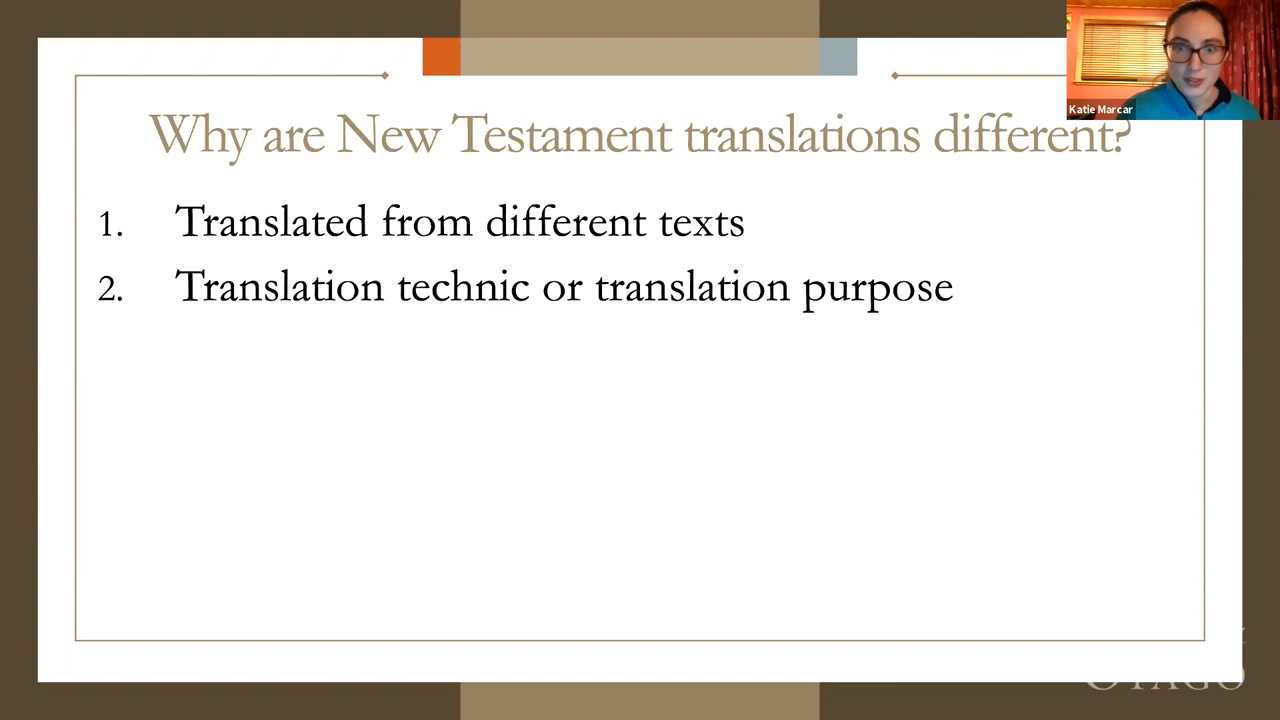 Katie Marcar
Why are New Testament translations different?
1. Translated from different texts
2. Translation technic or translation purpose